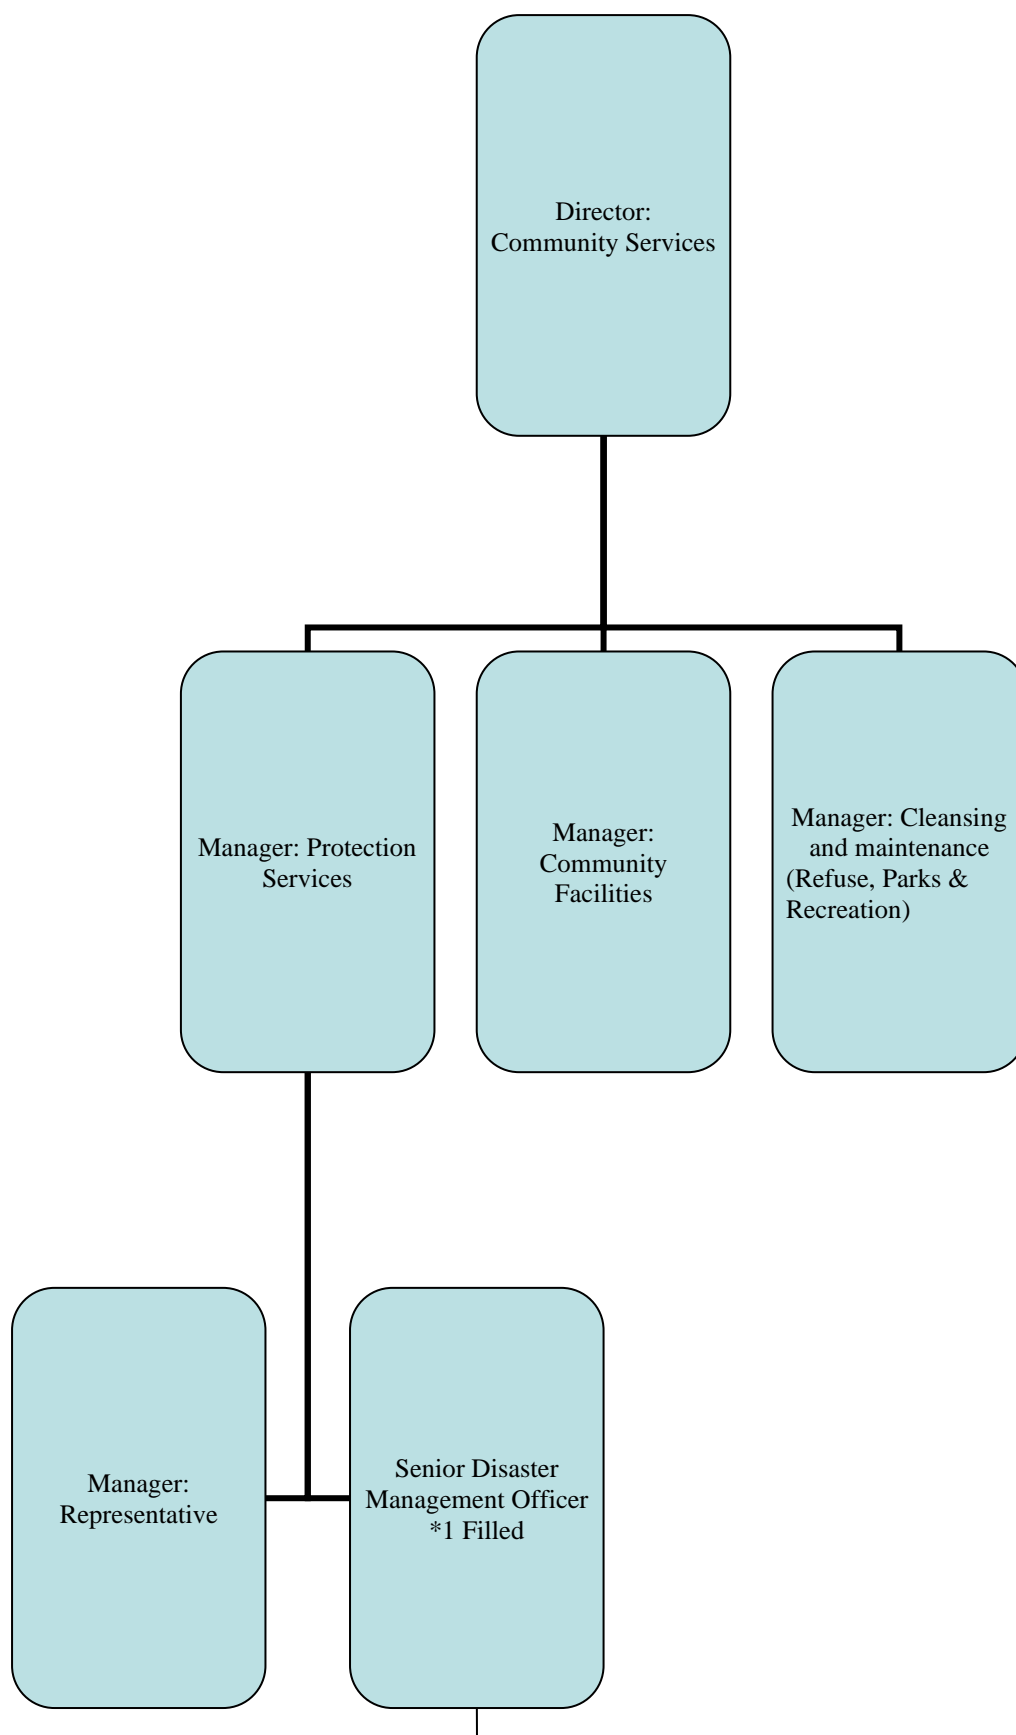 Director:
Community Services
Manager: Protection
Services
Manager:
Community
Facilities
Manager: Cleansing
and maintenance
(Refuse, Parks &
Recreation)
Manager:
Representative
Senior Disaster
Management Officer
*1 Filled